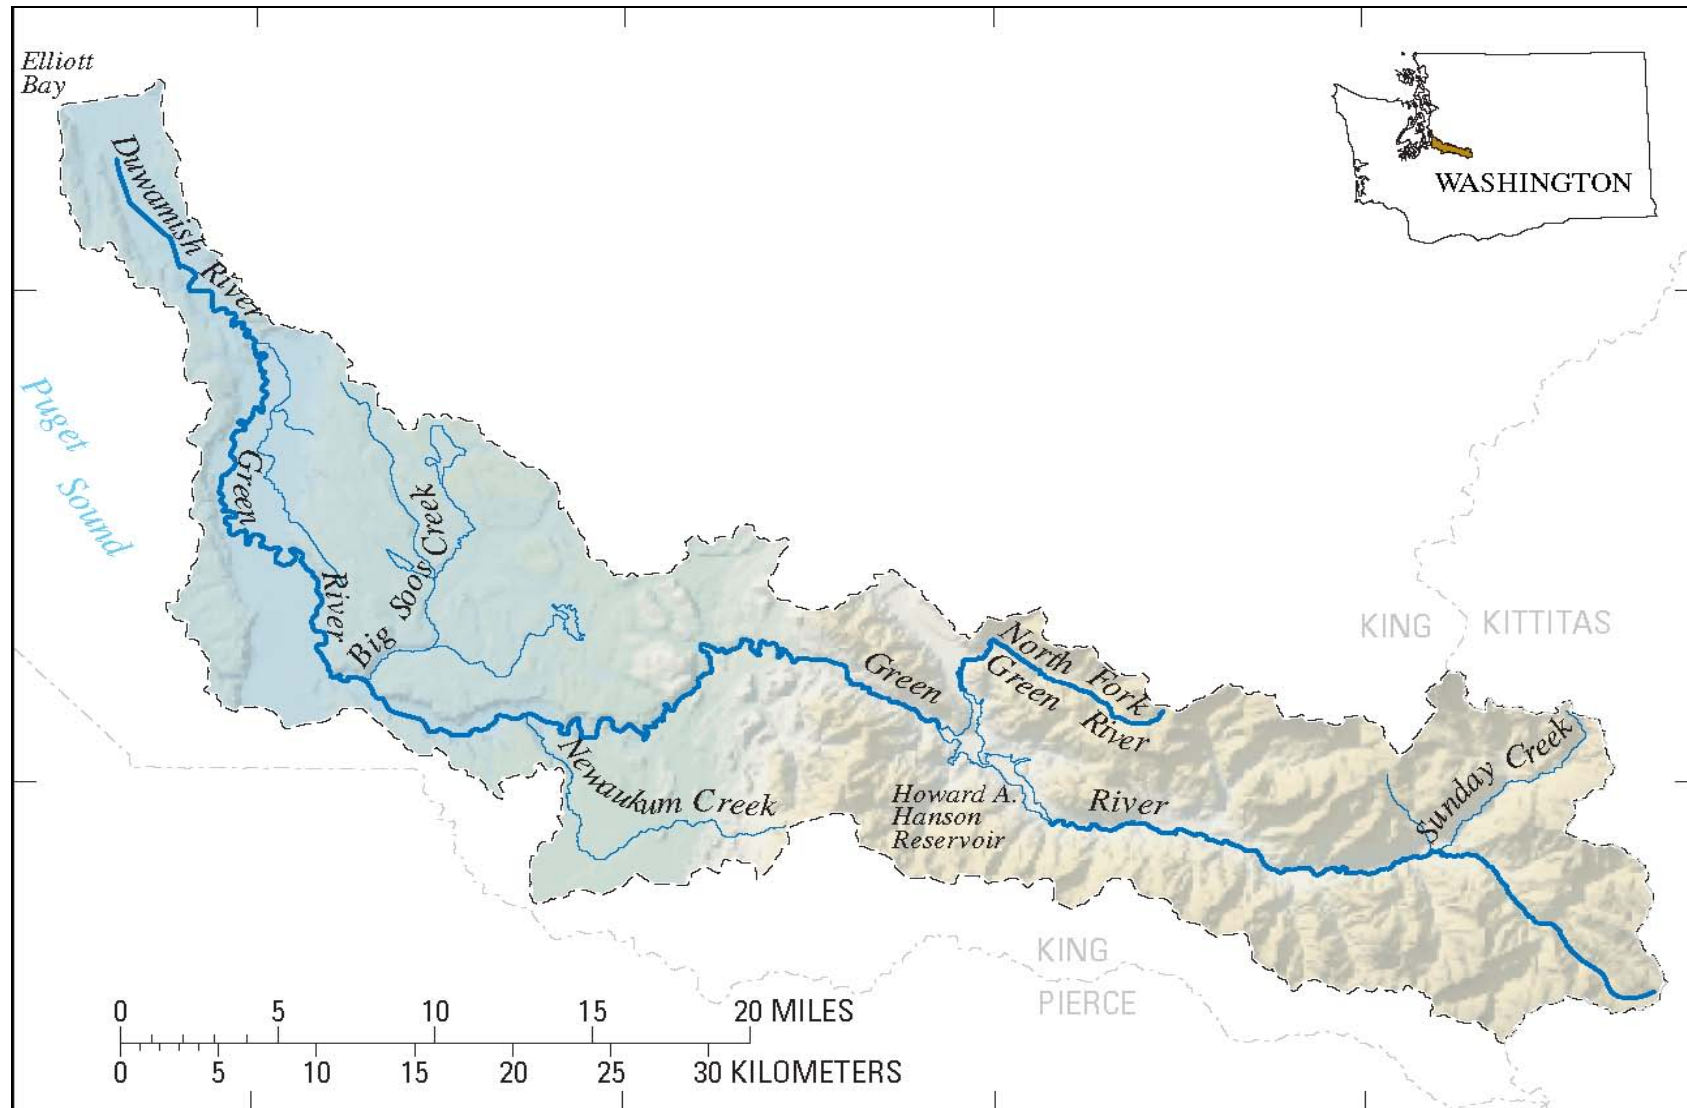 Elliott
Bay
WASHINGTON
Duwamish River
Puget Sound
Green River
Big Soos Creek
KING
KITTITAS
North Fork
Green River
Green River
Sunday Creek
Newaukum Creek
Howard A.
Hanson
Reservoir
KING
PIERCE
0 5 10 15 20 MILES
0 5 10 15 20 25 30 KILOMETERS